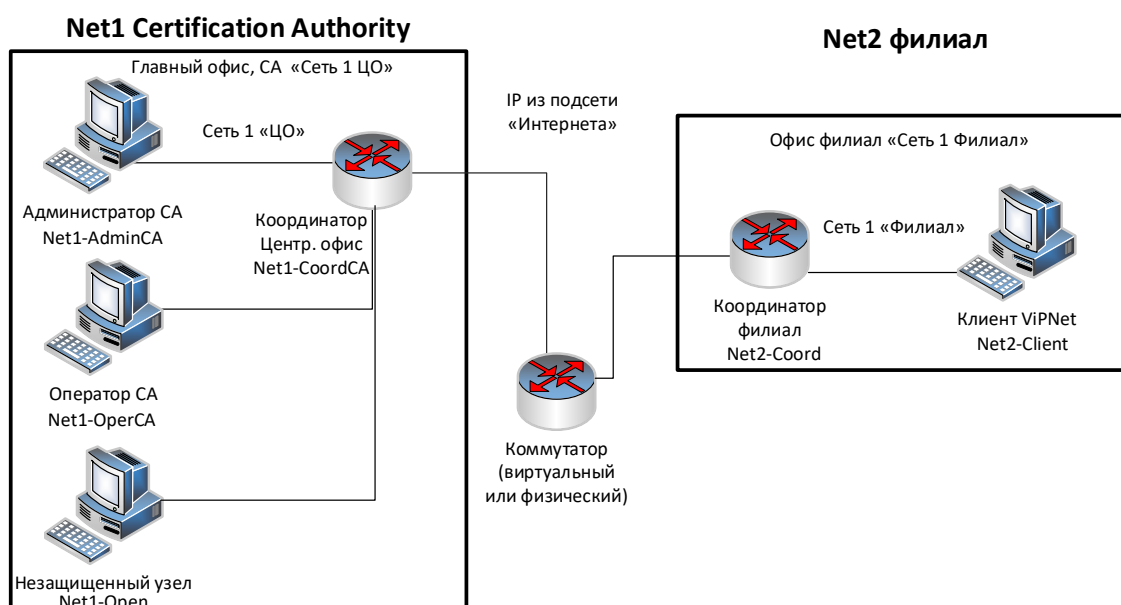 Net1 Certification Authority
Главный офис, CA «Сеть 1 ЦО»
Сеть 1 «ЦО»
Администратор CA
Net1-AdminCA
Координатор
Центр. офис
Net1-CoordCA
Оператор CA
Net1-OperCA
Незащищенный узел
Net1-Open
IP из подсети
«Интернета»
Коммутатор
(виртуальный
или физический)
Net2 филиал
Офис филиал «Сеть 1 Филиал»
Сеть 1 «Филиал»
Координатор
филиал
Net2-Coord
Клиент ViPNet
Net2-Client